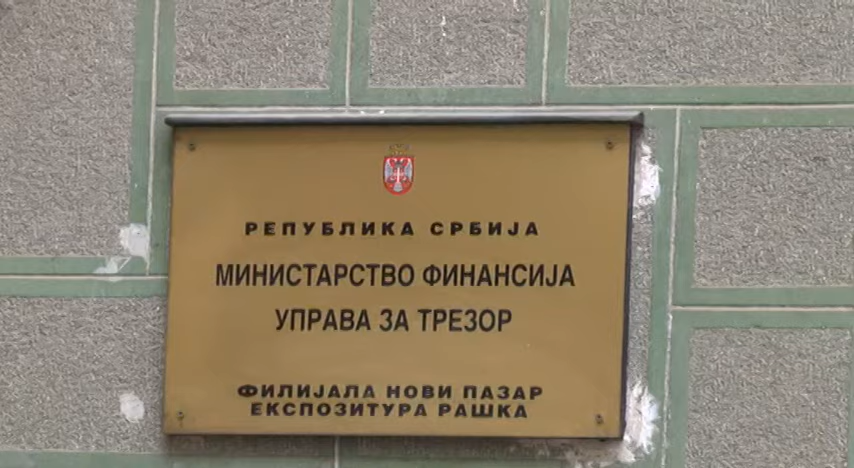 РЕПУБЛИКА СРБИЈА
МИНИСТАРСТВО ФИНАНСИЈА
УПРАВА ЗА ТРЕЗОР
ФИЛИЈАЛА НОВИ ПАЗАР
ЕКСПОЗИТУРА РАШКА